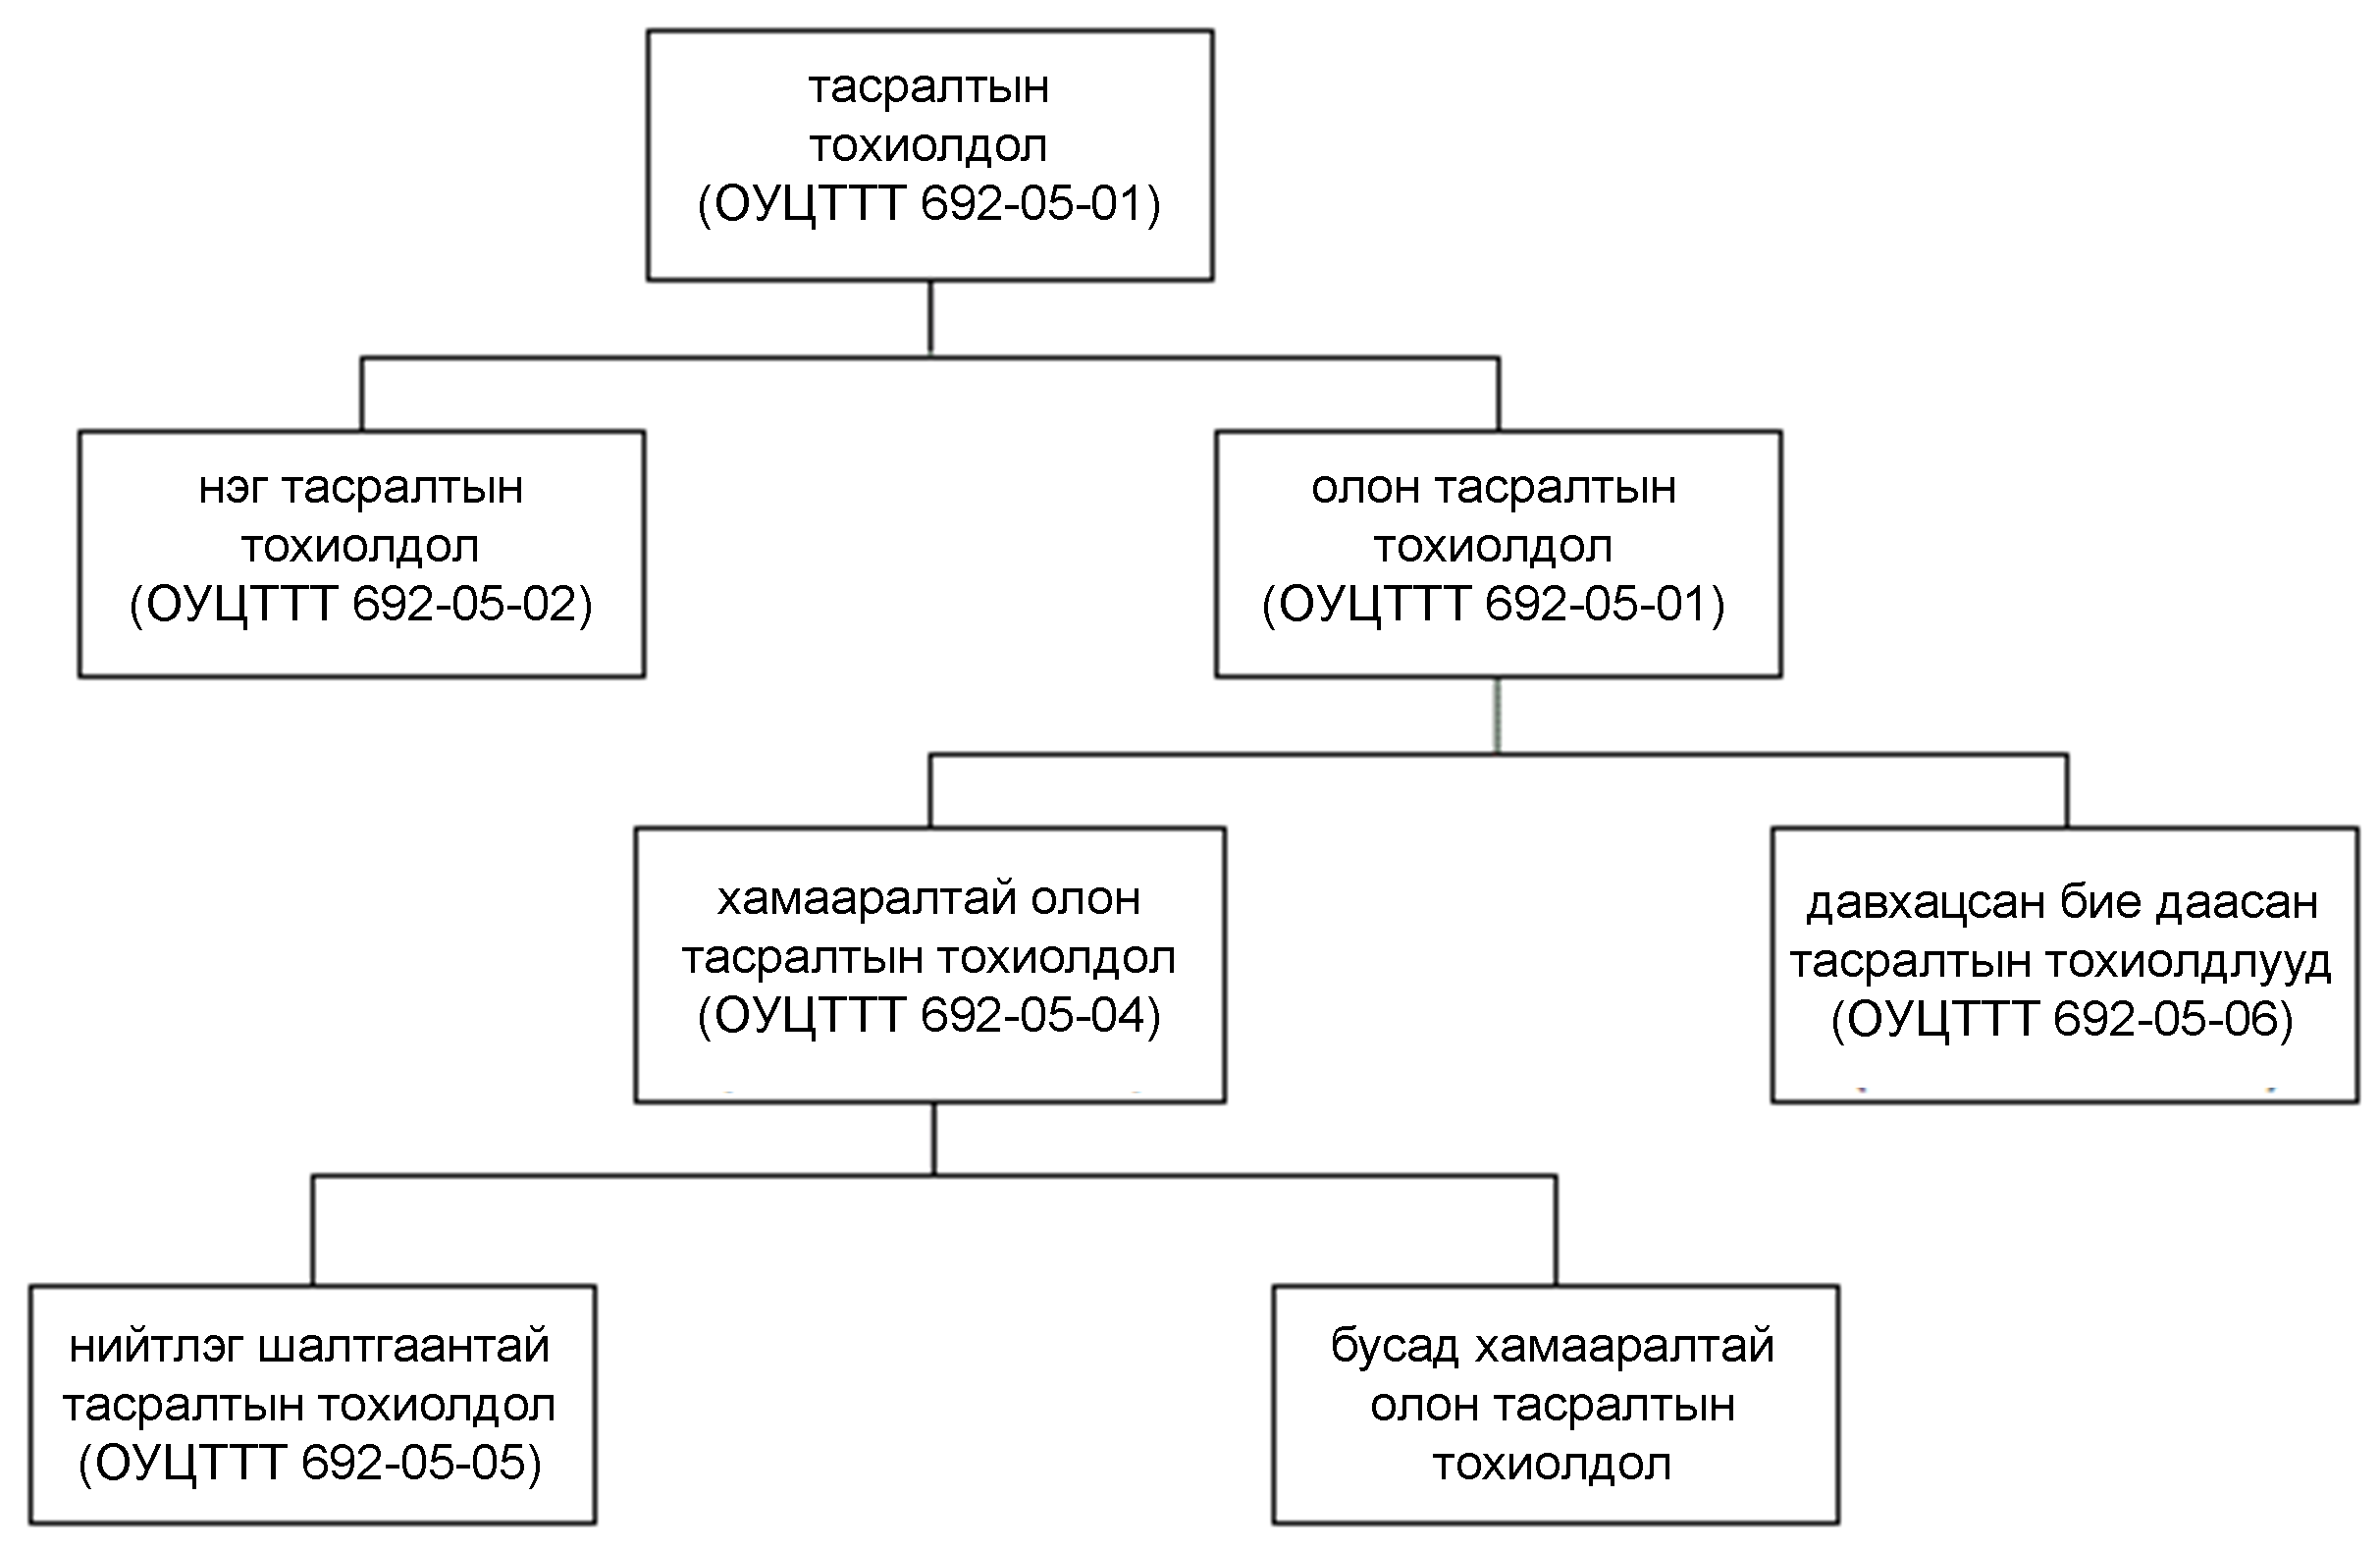 тасралтын
тохиолдол
(ОУЦТТТ 692-05-01)
нэг тасралтын
тохиолдол
(ОУЦТТТ 692-05-02)
олон тасралтын
тохиолдол
(ОУЦТТТ 692-05-01)
хамааралтай олон
тасралтын тохиолдол
(ОУЦТТТ 692-05-04)
давхацсан бие даасан
тасралтын тохиолдлууд
(ОУЦТТТ 692-05-06)
нийтлэг шалтгаантай
тасралтын тохиолдол
(ОУЦТТТ 692-05-05)
бусад хамааралтай
олон тасралтын
тохиолдол